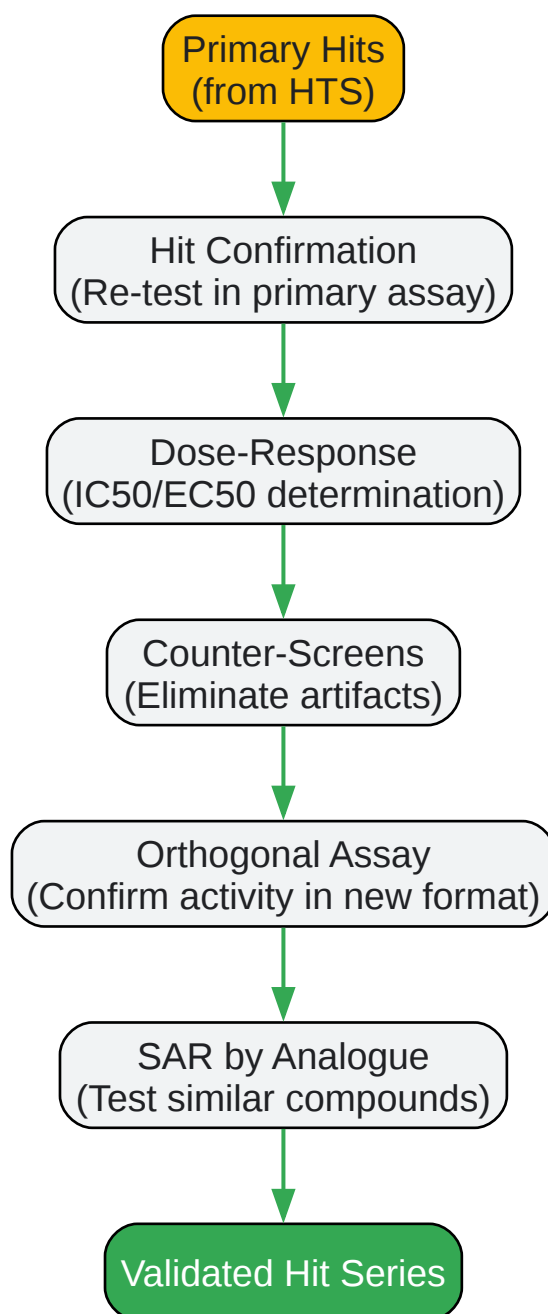 Primary Hits
(from HTS)
Hit Confirmation
(Re-test in primary assay)
Dose-Response
(IC50/EC50 determination)
Counter-Screens
(Eliminate artifacts)
Orthogonal Assay
(Confirm activity in new format)
SAR by Analogue
(Test similar compounds)
Validated Hit Series